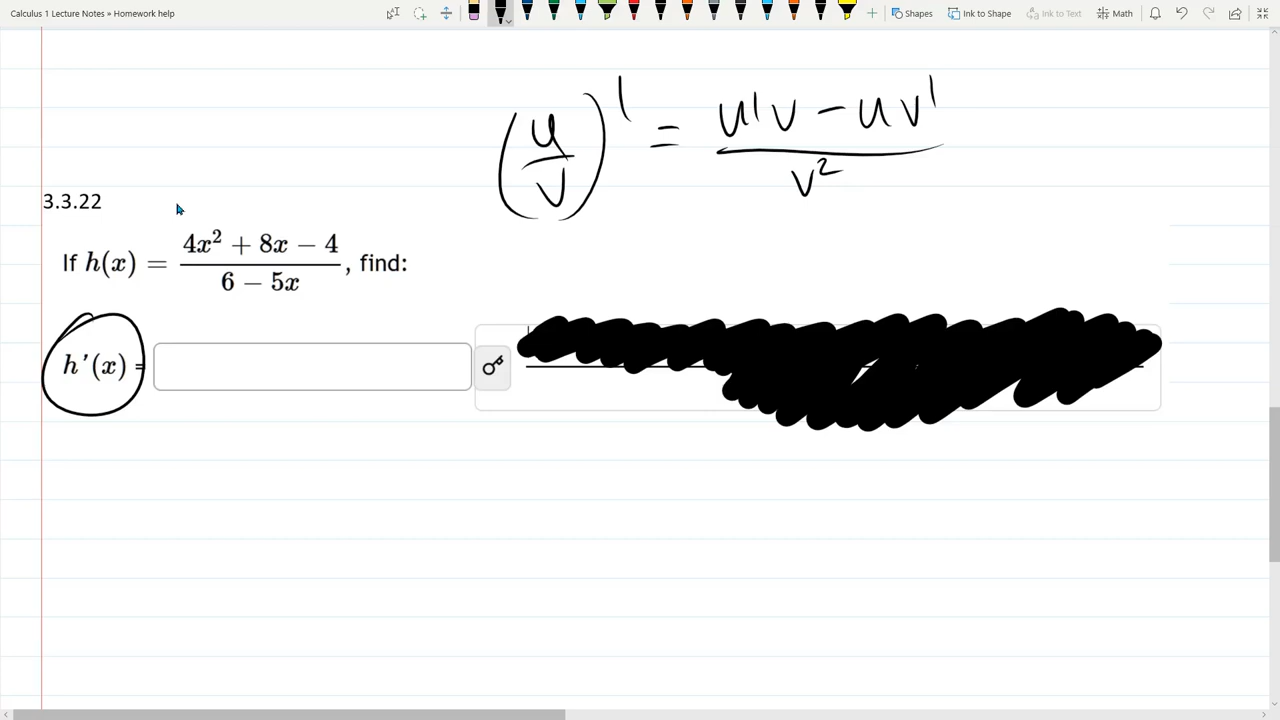 Calculus 1 Lecture Notes » Homework help
Shapes Ink to Shape Ink to Text Math
(u/v)' = (u'v - uv')/v²
3.3.22
If h(x) = (4x² + 8x − 4)/(6 − 5x), find:
h'(x) =